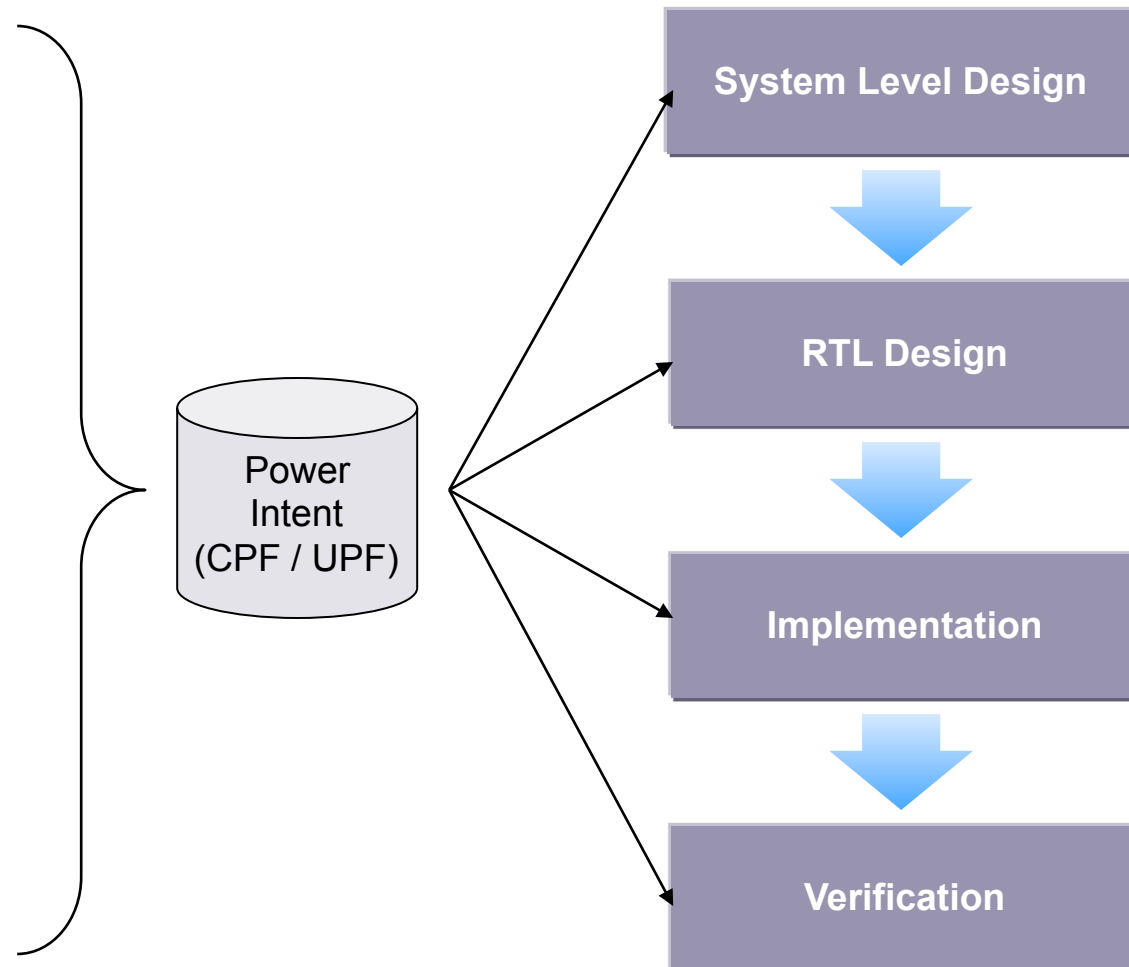 System Level Design
RTL Design
Power
Intent
(CPF / UPF)
Implementation
Verification